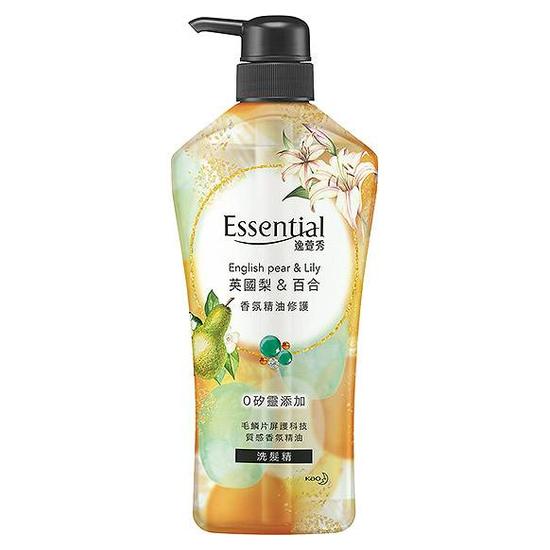 Essential
逸萱秀
English pear & Lily
英國梨 & 百合
香氛精油修護
0矽靈添加
毛鱗片屏護科技
質感香氛精油
洗髮精
Kao